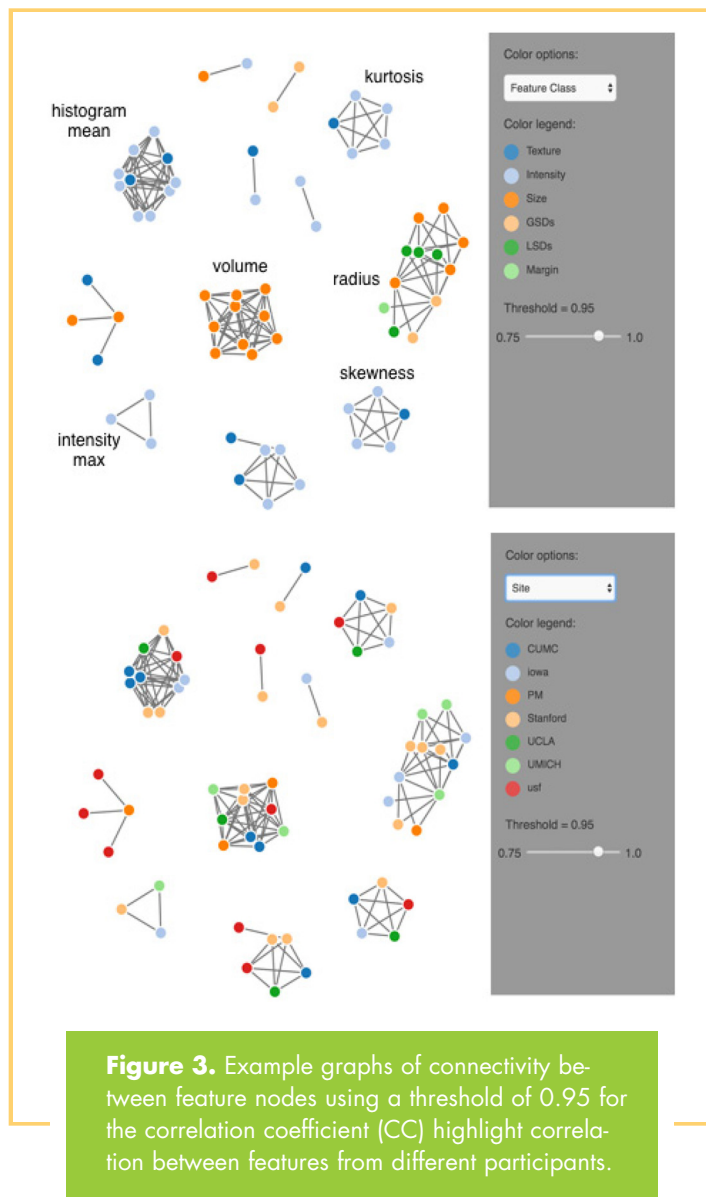 kurtosis
histogram
mean
volume
radius
skewness
intensity
max
Color options:
Feature Class
Color legend:
Texture
Intensity
Size
GSDs
LSDs
Margin
Threshold = 0.95
0.75 1.0
Color options:
Site
Color legend:
CUMC
iowa
PM
Stanford
UCLA
UMICH
usf
Threshold = 0.95
0.75 1.0
Figure 3. Example graphs of connectivity be-
tween feature nodes using a threshold of 0.95 for
the correlation coefficient (CC) highlight correla-
tion between features from different participants.